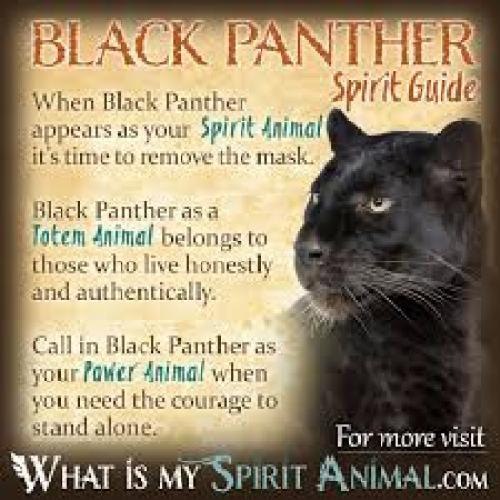 BLACK PANTHER
Spirit Guide
When Black Panther
appears as your Spirit Animal
it's time to remove the mask.
Black Panther as a
Totem Animal belongs to
those who live honestly
and authentically.
Call in Black Panther as
your Power Animal when
you need the courage to
stand alone.
For more visit
WHAT IS MY SPIRIT ANIMAL.COM